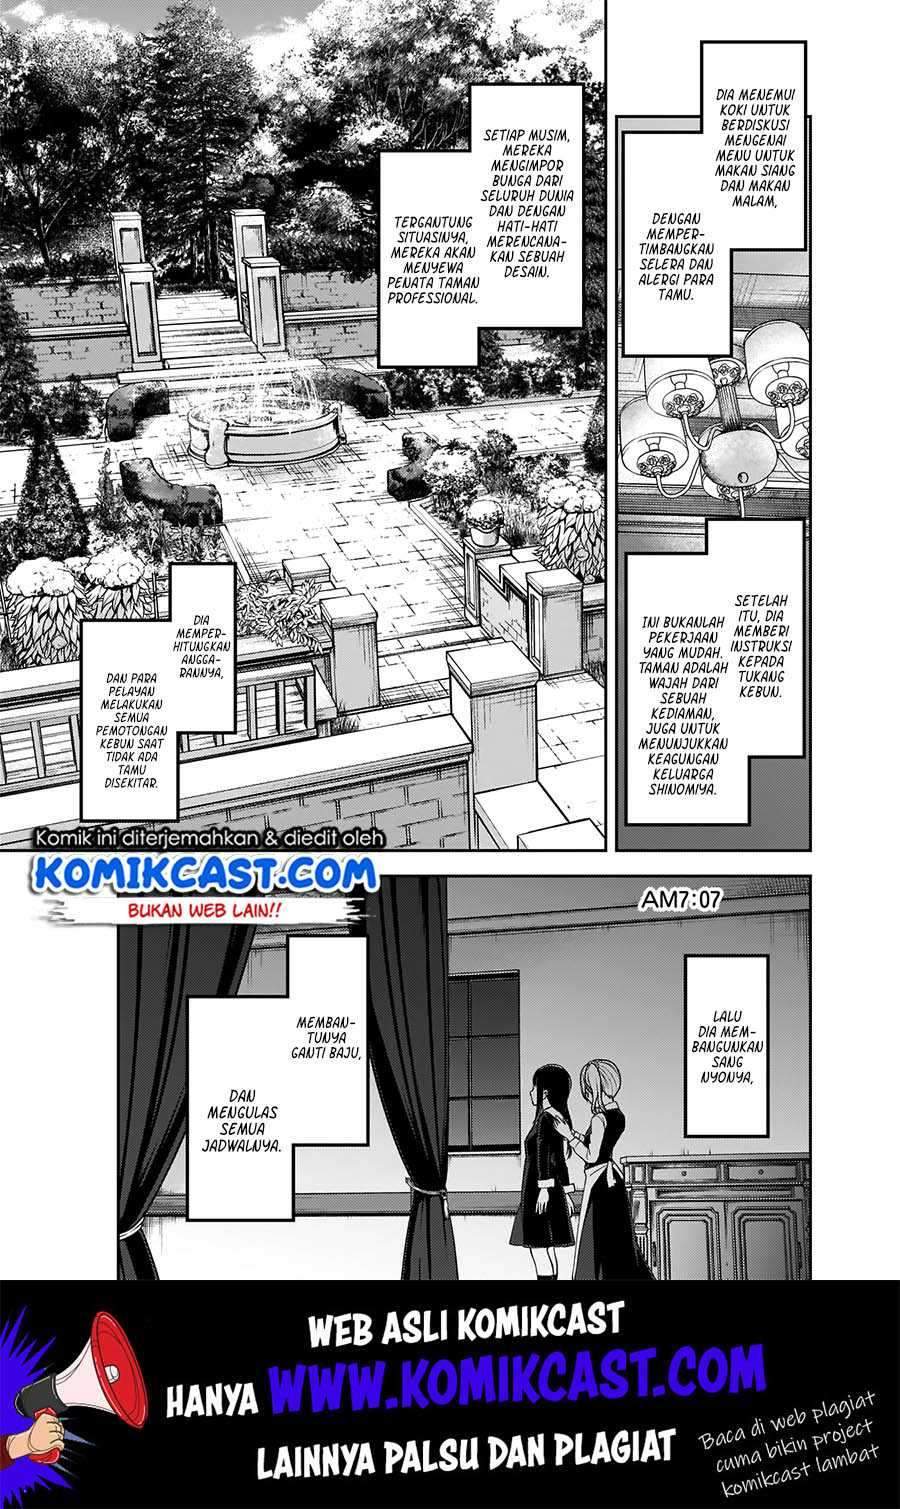 DIA MENEMUI
KOKI UNTUK
BERDISKUSI
MENGENAI
MENU UNTUK
MAKAN SIANG
DAN MAKAN
MALAM,
DENGAN
MEMPER-
TIMBANGKAN
SELERA DAN
ALERGI PARA
TAMU.
SETELAH
ITU, DIA
MEMBERI
INSTRUKSI
KEPADA
TUKANG
KEBUN.
INI BUKANLAH
PEKERJAAN
YANG MUDAH.
TAMAN ADALAH
WAJAH DARI
SEBUAH
KEDIAMAN,
JUGA UNTUK
MENUNJUKKAN
KEAGUNGAN
KELUARGA
SHINOMIYA.
SETIAP MUSIM,
MEREKA
MENGIMPOR
BUNGA DARI
SELURUH DUNIA
DAN DENGAN
HATI-HATI
MERENCANA-
KAN SEBUAH
DESAIN.
TERGANTUNG
SITUASINYA,
MEREKA AKAN
MENYEWA
PENATA TAMAN
PROFESSIONAL.
DIA
MEMPER-
HITUNGKAN
ANGGA-
RANNYA,
DAN PARA
PELAYAN
MELAKUKAN
SEMUA
PEMOTONGAN
KEBUN SAAT
TIDAK ADA
TAMU
DISEKITAR.
Komik ini diterjemahkan & diedit oleh
KOMIKCAST.COM
BUKAN WEB LAIN!!
AM7:07
LALU
DIA MEM-
BANGUNKAN
SANG
NYONYA,
MEMBAN-
TUNYA
GANTI BAJU,
DAN
MENGULAS
SEMUA
JADWALNYA.
WEB ASLI KOMIKCAST
HANYA WWW.KOMIKCAST.COM
LAINNYA PALSU DAN PLAGIAT
Baca di web plagiat
cuma bikin project
komikcast lambat